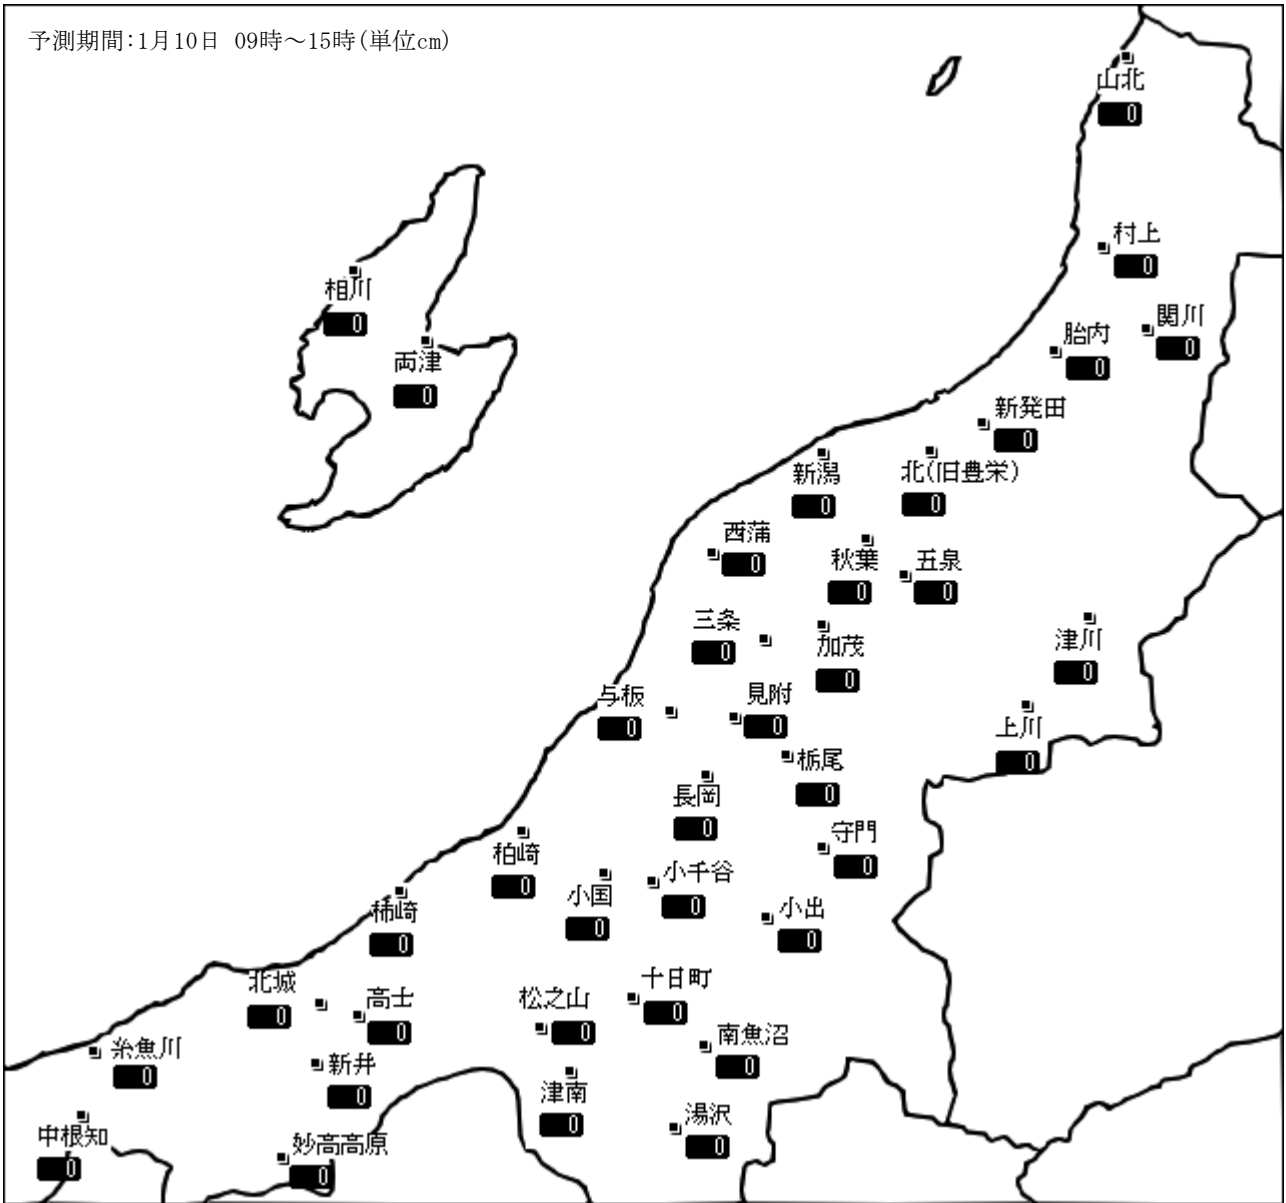 予測期間:1月10日 09時～15時(単位cm)
山北
0
村上
0
相川
0
関川
0
胎内
0
両津
0
新発田
0
新潟
0
北(旧豊栄)
0
西蒲
0
秋葉
0
五泉
0
三条
0
加茂
0
津川
0
与板
0
見附
0
上川
0
栃尾
0
長岡
0
守門
0
柏崎
0
小国
0
小千谷
0
柿崎
0
小出
0
北城
0
高士
0
松之山
0
十日町
0
南魚沼
0
糸魚川
0
新井
0
津南
0
湯沢
0
中根知
0
妙高高原
0